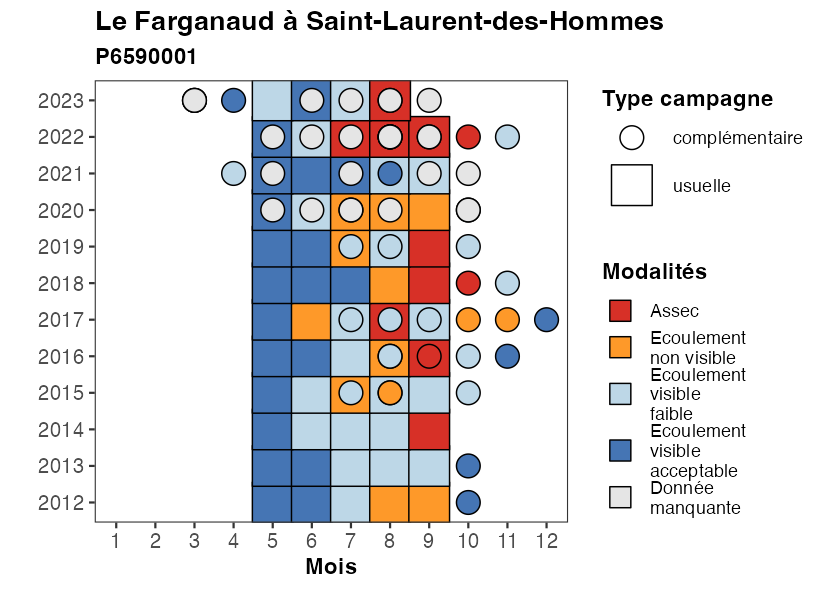 Le Farganaud à Saint-Laurent-des-Hommes
P6590001
2023
2022
2021
2020
2019
2018
2017
2016
2015
2014
2013
2012
1 2 3 4 5 6 7 8 9 10 11 12
Mois
Type campagne
complémentaire
usuelle
Modalités
Assec
Ecoulement
non visible
Ecoulement
visible
faible
Ecoulement
visible
acceptable
Donnée
manquante